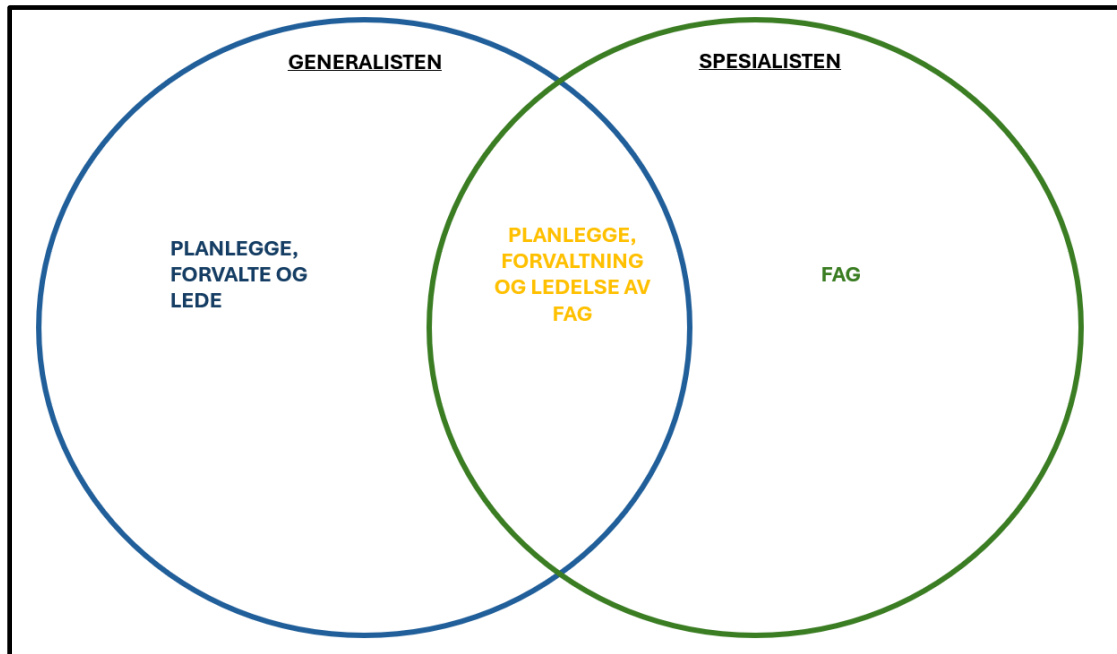 GENERALISTEN
SPESIALISTEN
PLANLEGGE,
FORVALTE OG
LEDE
PLANLEGGE,
FORVALTNING
OG LEDELSE AV
FAG
FAG